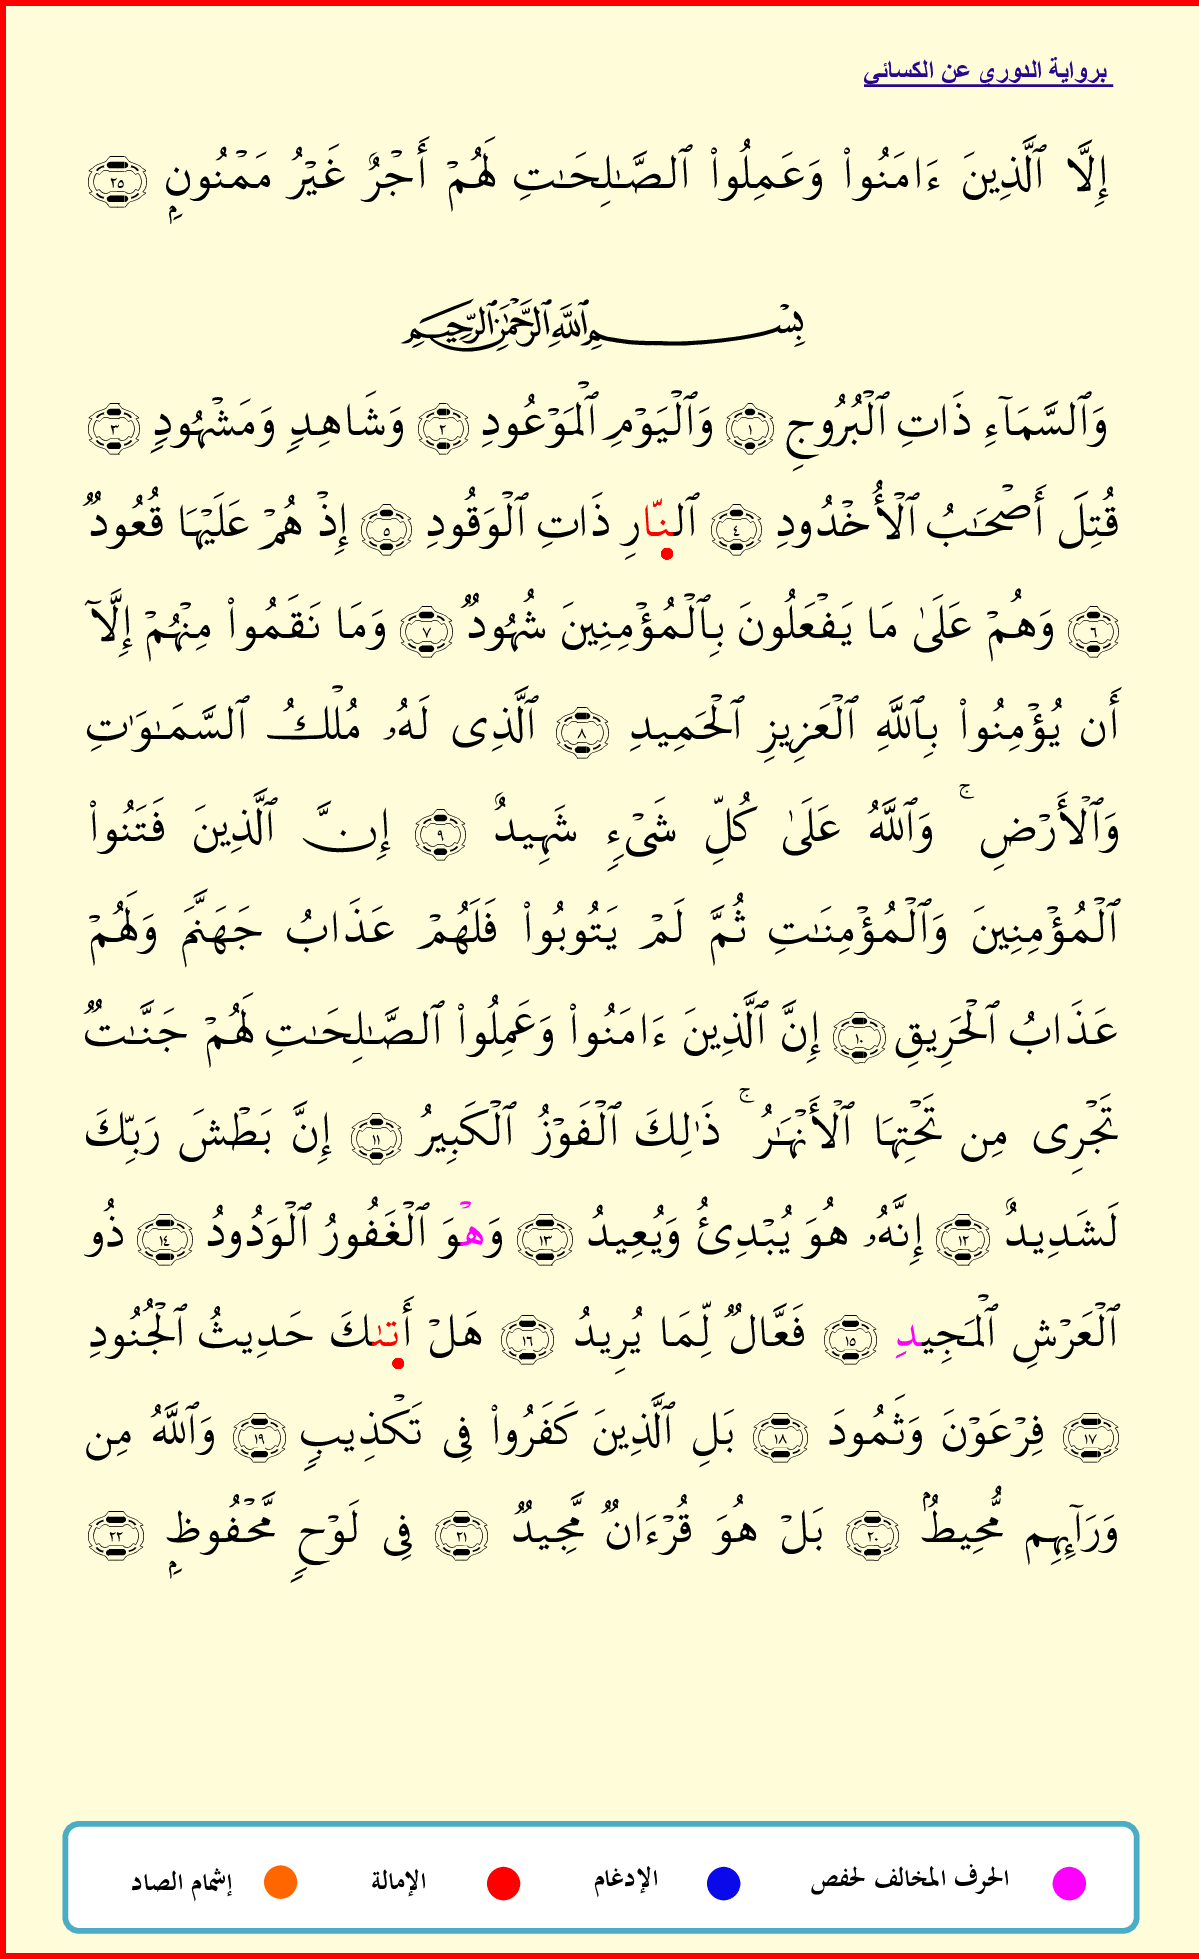 برواية الدوري عن الكسائي
إِلَّا ٱلَّذِينَ ءَامَنُوا۟ وَعَمِلُوا۟ ٱلصَّـٰلِحَـٰتِ لَهُمْ أَجْرٌ غَيْرُ مَمْنُونٍۭ ٢٥
بِسْمِ ٱللَّهِ ٱلرَّحْمَـٰنِ ٱلرَّحِيمِ
وَٱلسَّمَآءِ ذَاتِ ٱلْبُرُوجِ ١ وَٱلْيَوْمِ ٱلْمَوْعُودِ ٢ وَشَاهِدٍ وَمَشْهُودٍ ٣
قُتِلَ أَصْحَـٰبُ ٱلْأُخْدُودِ ٤ ٱلنَّارِ ذَاتِ ٱلْوَقُودِ ٥ إِذْ هُمْ عَلَيْهَا قُعُودٌ
٦ وَهُمْ عَلَىٰ مَا يَفْعَلُونَ بِٱلْمُؤْمِنِينَ شُهُودٌ ٧ وَمَا نَقَمُوا۟ مِنْهُمْ إِلَّآ
أَن يُؤْمِنُوا۟ بِٱللَّهِ ٱلْعَزِيزِ ٱلْحَمِيدِ ٨ ٱلَّذِى لَهُۥ مُلْكُ ٱلسَّمَـٰوَٰتِ
وَٱلْأَرْضِ ۚ وَٱللَّهُ عَلَىٰ كُلِّ شَىْءٍ شَهِيدٌ ٩ إِنَّ ٱلَّذِينَ فَتَنُوا۟
ٱلْمُؤْمِنِينَ وَٱلْمُؤْمِنَـٰتِ ثُمَّ لَمْ يَتُوبُوا۟ فَلَهُمْ عَذَابُ جَهَنَّمَ وَلَهُمْ
عَذَابُ ٱلْحَرِيقِ ١٠ إِنَّ ٱلَّذِينَ ءَامَنُوا۟ وَعَمِلُوا۟ ٱلصَّـٰلِحَـٰتِ لَهُمْ جَنَّـٰتٌ
تَجْرِى مِن تَحْتِهَا ٱلْأَنْهَـٰرُ ۚ ذَٰلِكَ ٱلْفَوْزُ ٱلْكَبِيرُ ١١ إِنَّ بَطْشَ رَبِّكَ
لَشَدِيدٌ ١٢ إِنَّهُۥ هُوَ يُبْدِئُ وَيُعِيدُ ١٣ وَهْوَ ٱلْغَفُورُ ٱلْوَدُودُ ١٤ ذُو
ٱلْعَرْشِ ٱلْمَجِيدِ ١٥ فَعَّالٌ لِّمَا يُرِيدُ ١٦ هَلْ أَتَىٰكَ حَدِيثُ ٱلْجُنُودِ
١٧ فِرْعَوْنَ وَثَمُودَ ١٨ بَلِ ٱلَّذِينَ كَفَرُوا۟ فِى تَكْذِيبٍ ١٩ وَٱللَّهُ مِن
وَرَآئِهِم مُّحِيطٌۢ ٢٠ بَلْ هُوَ قُرْءَانٌ مَّجِيدٌ ٢١ فِى لَوْحٍ مَّحْفُوظٍۭ ٢٢
الحرف المخالف لحفص الإدغام الإمالة إشمام الصاد